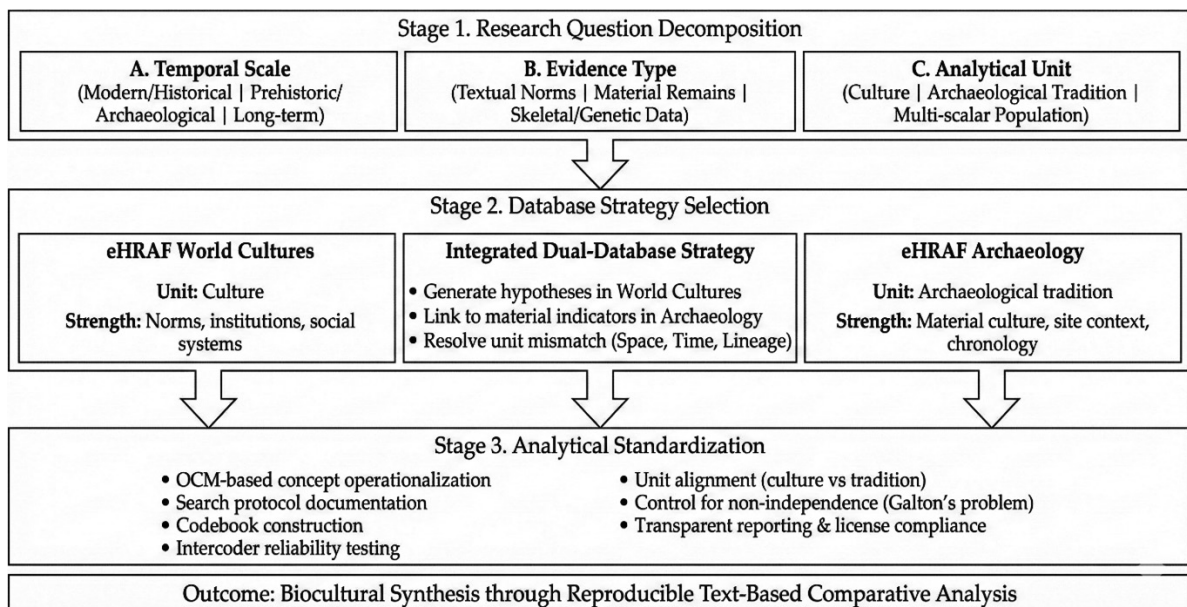 Stage 1. Research Question Decomposition
A. Temporal Scale
(Modern/Historical | Prehistoric/
Archaeological | Long-term)
B. Evidence Type
(Textual Norms | Material Remains |
Skeletal/Genetic Data)
C. Analytical Unit
(Culture | Archaeological Tradition |
Multi-scalar Population)
Stage 2. Database Strategy Selection
eHRAF World Cultures
Unit: Culture
Strength: Norms, institutions, social
systems
Integrated Dual-Database Strategy
• Generate hypotheses in World Cultures
• Link to material indicators in Archaeology
• Resolve unit mismatch (Space, Time, Lineage)
eHRAF Archaeology
Unit: Archaeological tradition
Strength: Material culture, site context,
chronology
Stage 3. Analytical Standardization
• OCM-based concept operationalization
• Search protocol documentation
• Codebook construction
• Intercoder reliability testing
• Unit alignment (culture vs tradition)
• Control for non-independence (Galton's problem)
• Transparent reporting & license compliance
Outcome: Biocultural Synthesis through Reproducible Text-Based Comparative Analysis